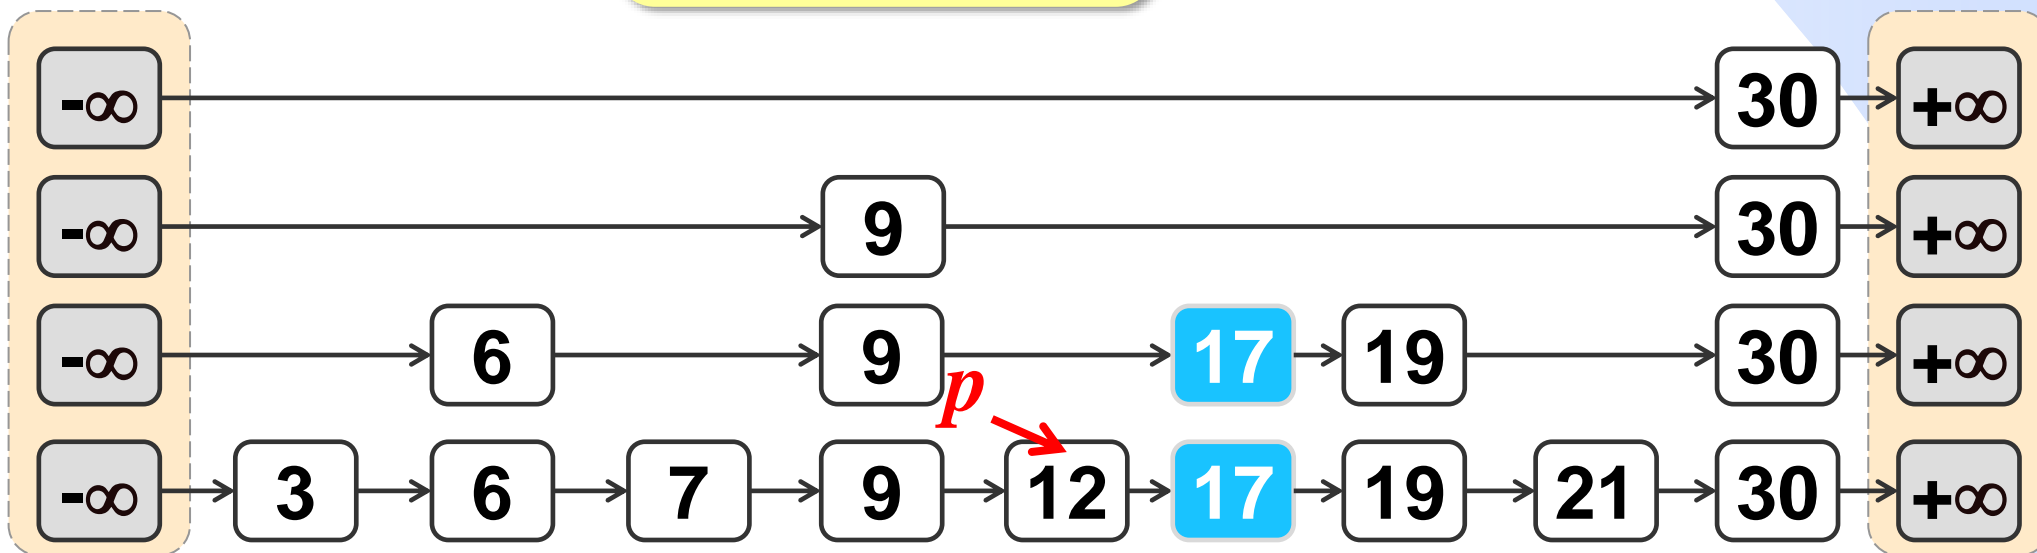 -∞ 30 +∞
-∞ 9 30 +∞
-∞ 6 9 17 19 30 +∞
p
-∞ 3 6 7 9 12 17 19 21 30 +∞